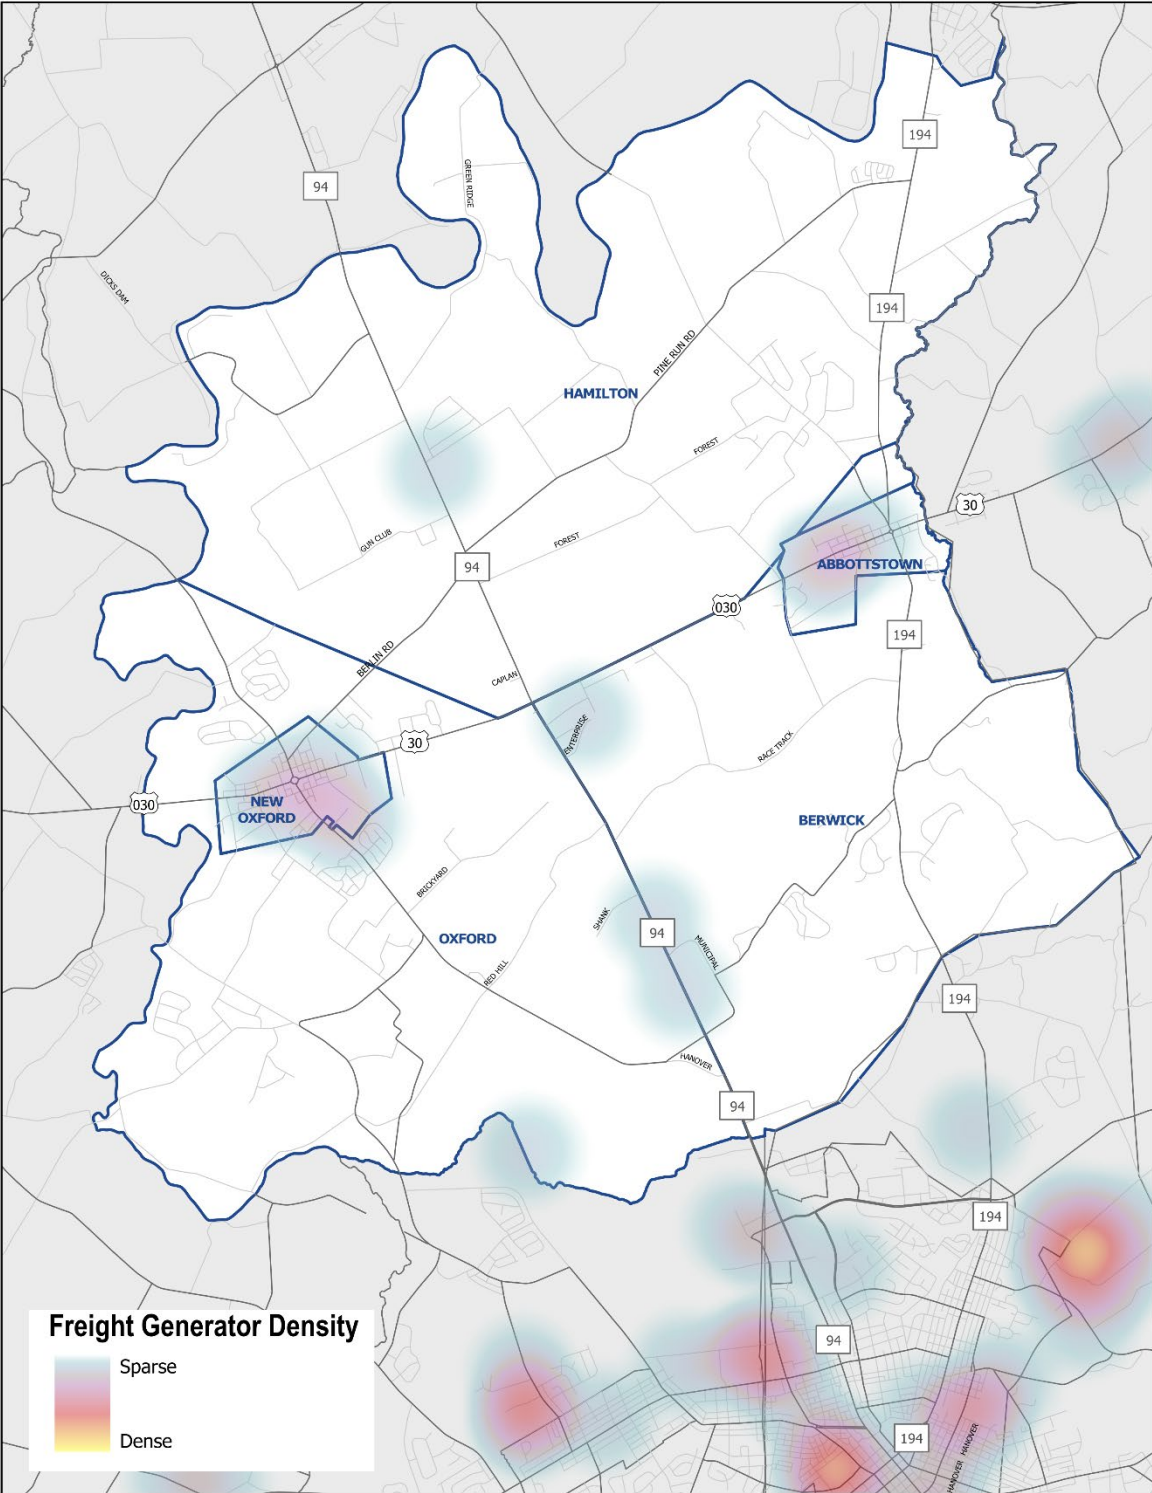 194
94
GREEN RIDGE
DICKS DAM
194
PINE RUN RD
HAMILTON
FOREST
30
GUN CLUB
FOREST
94
ABBOTTSTOWN
030
194
BERLIN RD
CAPLAN
ENTERPRISE
30
RACE TRACK
030
NEW
OXFORD
BERWICK
BRICKYARD
SHANK
94
OXFORD
MUNICIPAL
RED HILL
194
HANOVER
94
194
94
194
HANOVER
HANOVER
Freight Generator Density
Sparse
Dense